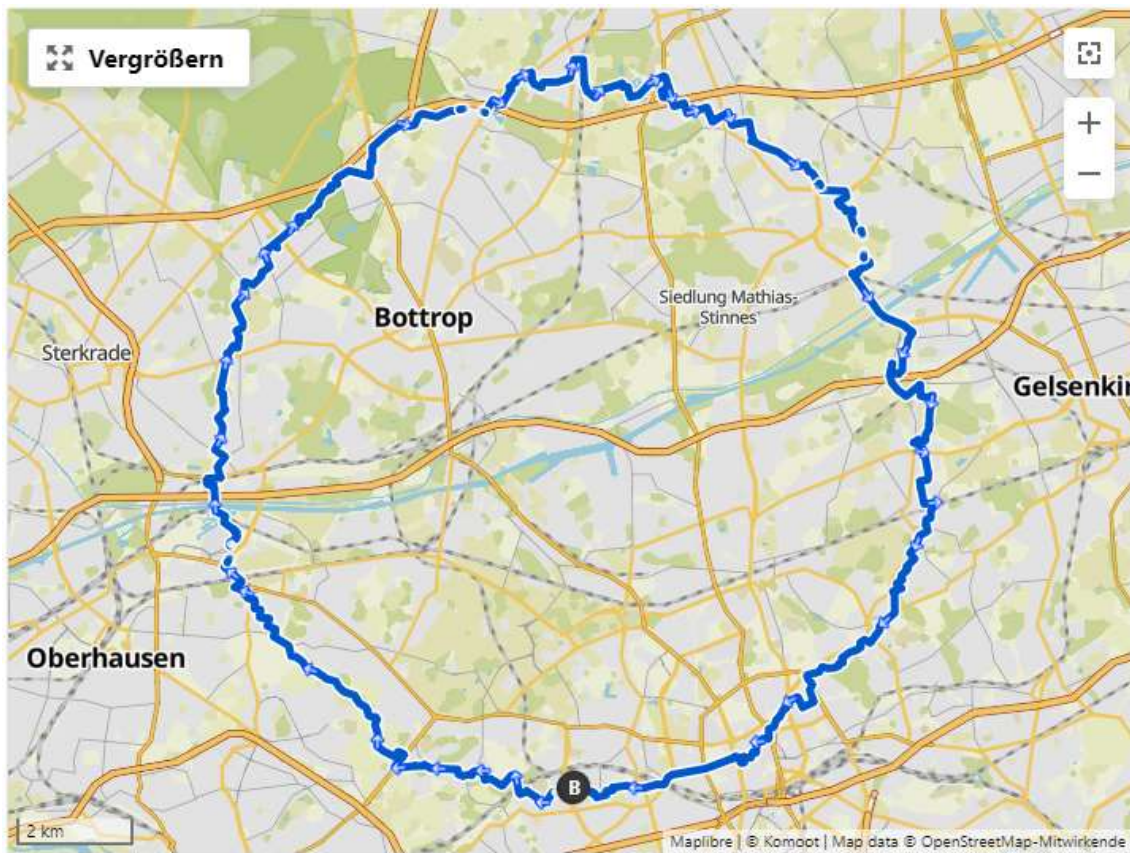 Vergrößern
Bottrop
Siedlung Mathias-
Stinnes
Sterkrade
Gelsenkir
Oberhausen
B
2 km
Maplibre | © Komoot | Map data © OpenStreetMap-Mitwirkende